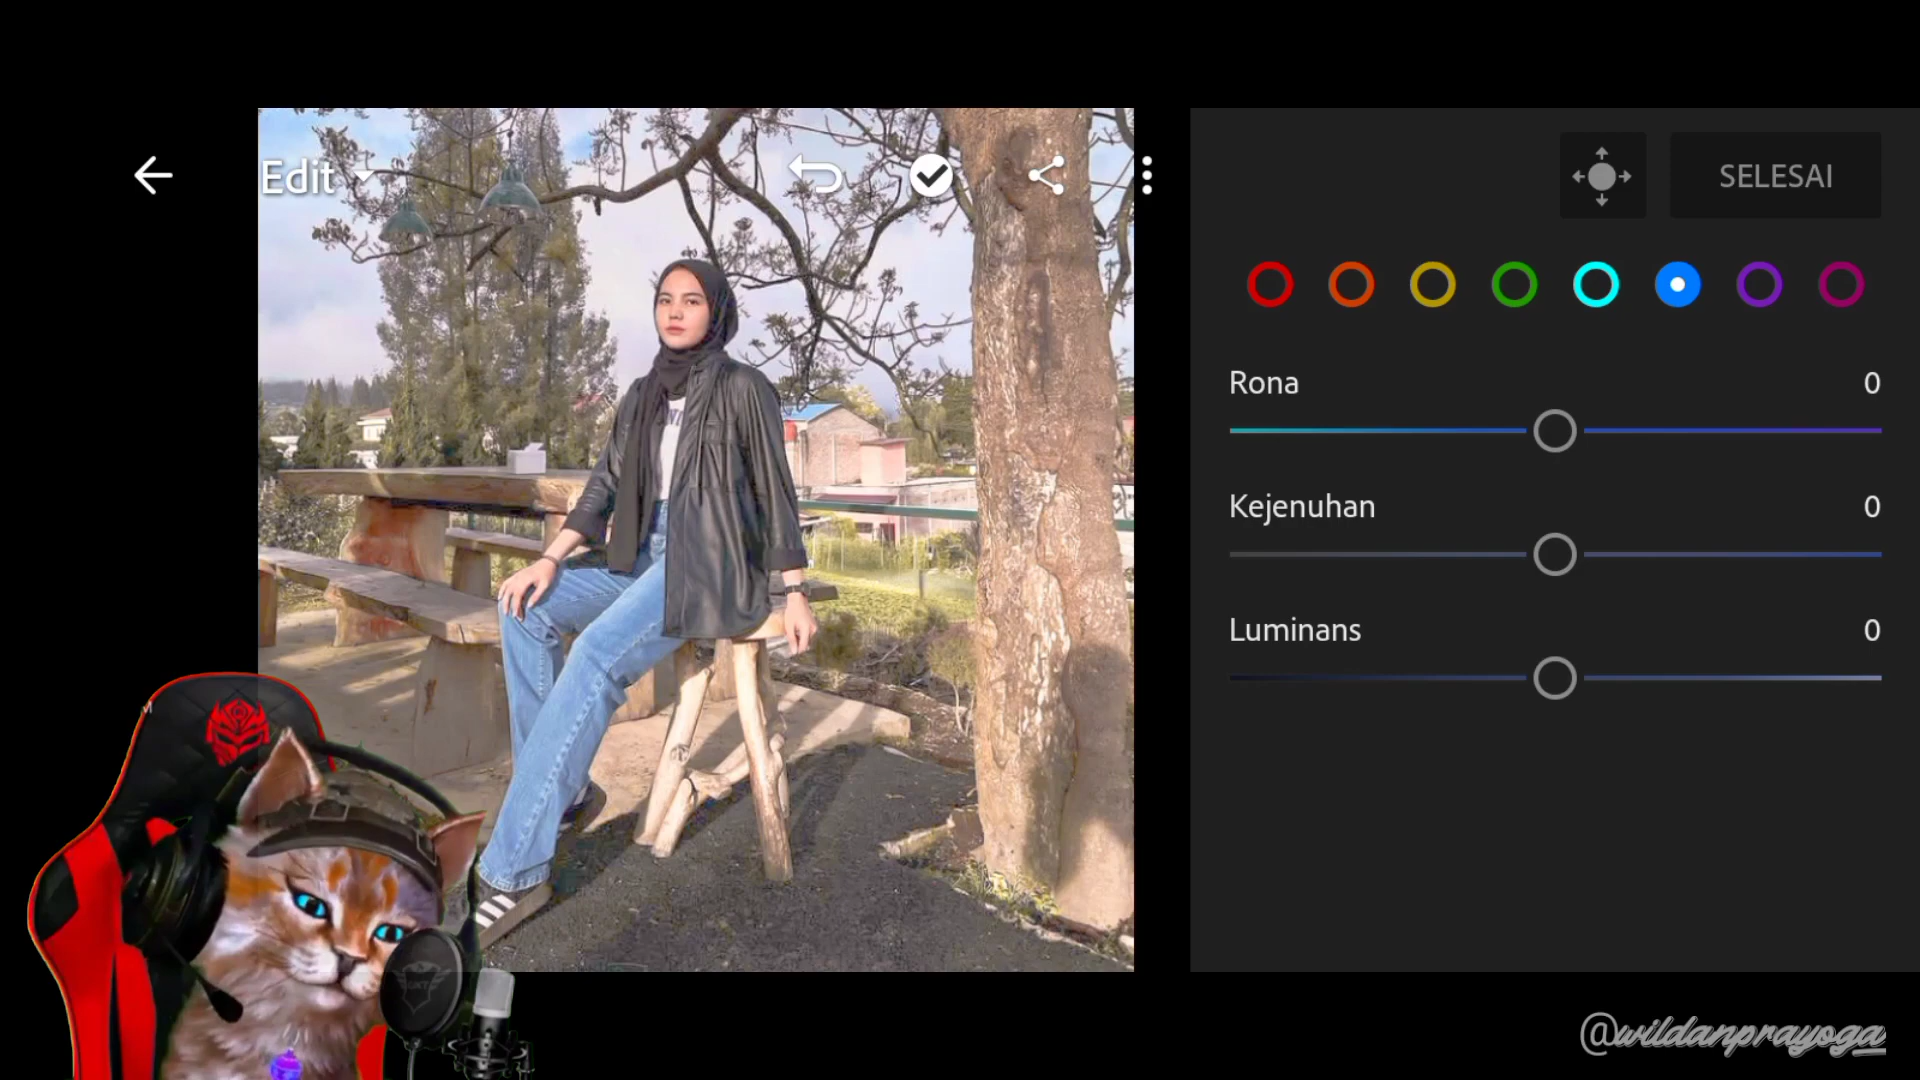 Edit
SELESAI
Rona 0
Kejenuhan 0
Luminans 0
@wildanprayoga